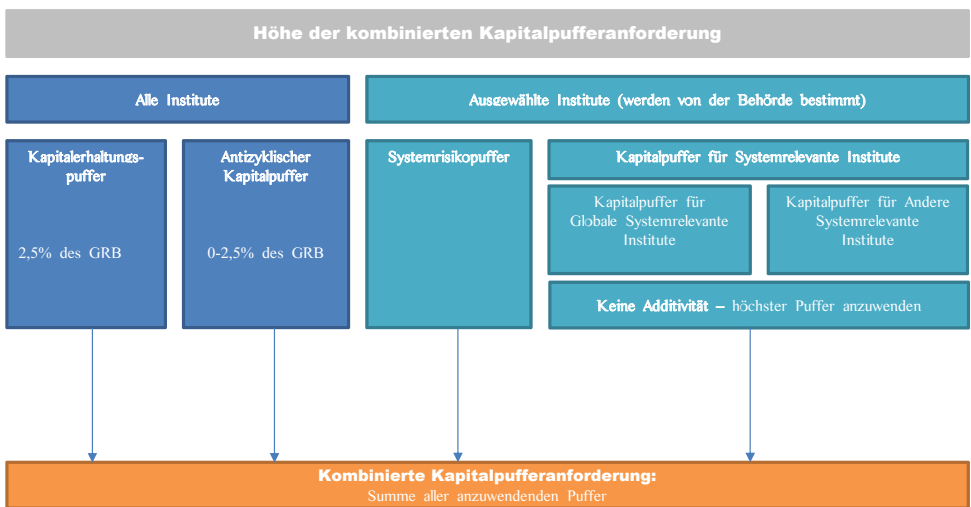 Höhe der kombinierten Kapitalpufferanforderung
Alle Institute
Ausgewählte Institute (werden von der Behörde bestimmt)
Kapitalerhaltungs-
puffer
2,5% des GRB
Antizyklischer
Kapitalpuffer
0-2,5% des GRB
Systemrisikopuffer
Kapitalpuffer für Systemrelevante Institute
Kapitalpuffer für
Globale Systemrelevante
Institute
Kapitalpuffer für Andere
Systemrelevante
Institute
Keine Additivität – höchster Puffer anzuwenden
Kombinierte Kapitalpufferanforderung:
Summe aller anzuwendenden Puffer